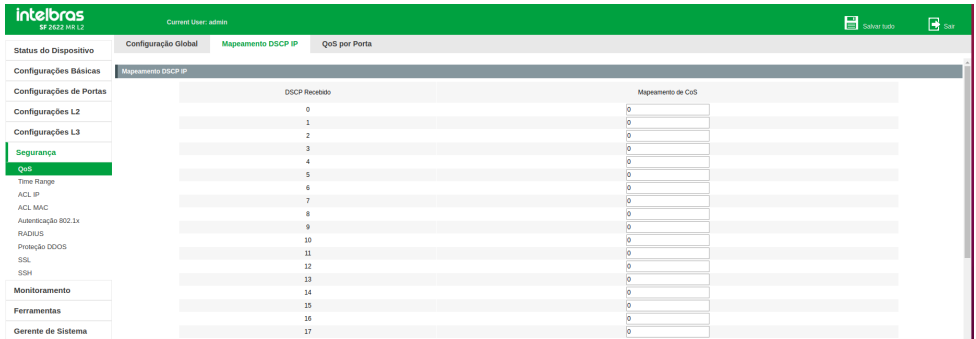 intelbras
SF 2622 MR L2
Current User: admin
Salvar tudo
Sair
Status do Dispositivo
Configurações Básicas
Configurações de Portas
Configurações L2
Configurações L3
Segurança
QoS
Time Range
ACL IP
ACL MAC
Autenticação 802.1x
RADIUS
Proteção DDOS
SSL
SSH
Monitoramento
Ferramentas
Gerente de Sistema
Configuração Global Mapeamento DSCP IP QoS por Porta
Mapeamento DSCP IP
DSCP Recebido Mapeamento de CoS
0 0
1 0
2 0
3 0
4 0
5 0
6 0
7 0
8 0
9 0
10 0
11 0
12 0
13 0
14 0
15 0
16 0
17 0